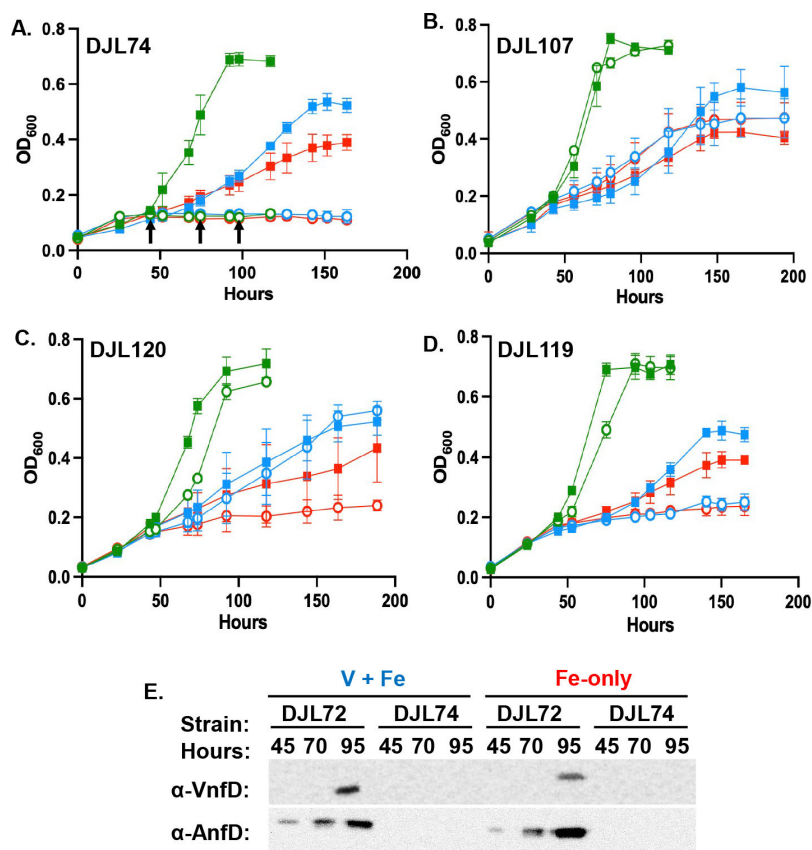 A.
DJL74
0.8
0.6
0.4
0.2
0.0
OD600
0 50 100 150 200
Hours
B.
DJL107
0.8
0.6
0.4
0.2
0.0
OD600
0 50 100 150 200
Hours
C.
DJL120
0.8
0.6
0.4
0.2
0.0
OD600
0 50 100 150 200
Hours
D.
DJL119
0.8
0.6
0.4
0.2
0.0
OD600
0 50 100 150 200
Hours
E.
V + Fe Fe-only
Strain: DJL72 DJL74 DJL72 DJL74
Hours: 45 70 95 45 70 95 45 70 95 45 70 95
α-VnfD:
α-AnfD: